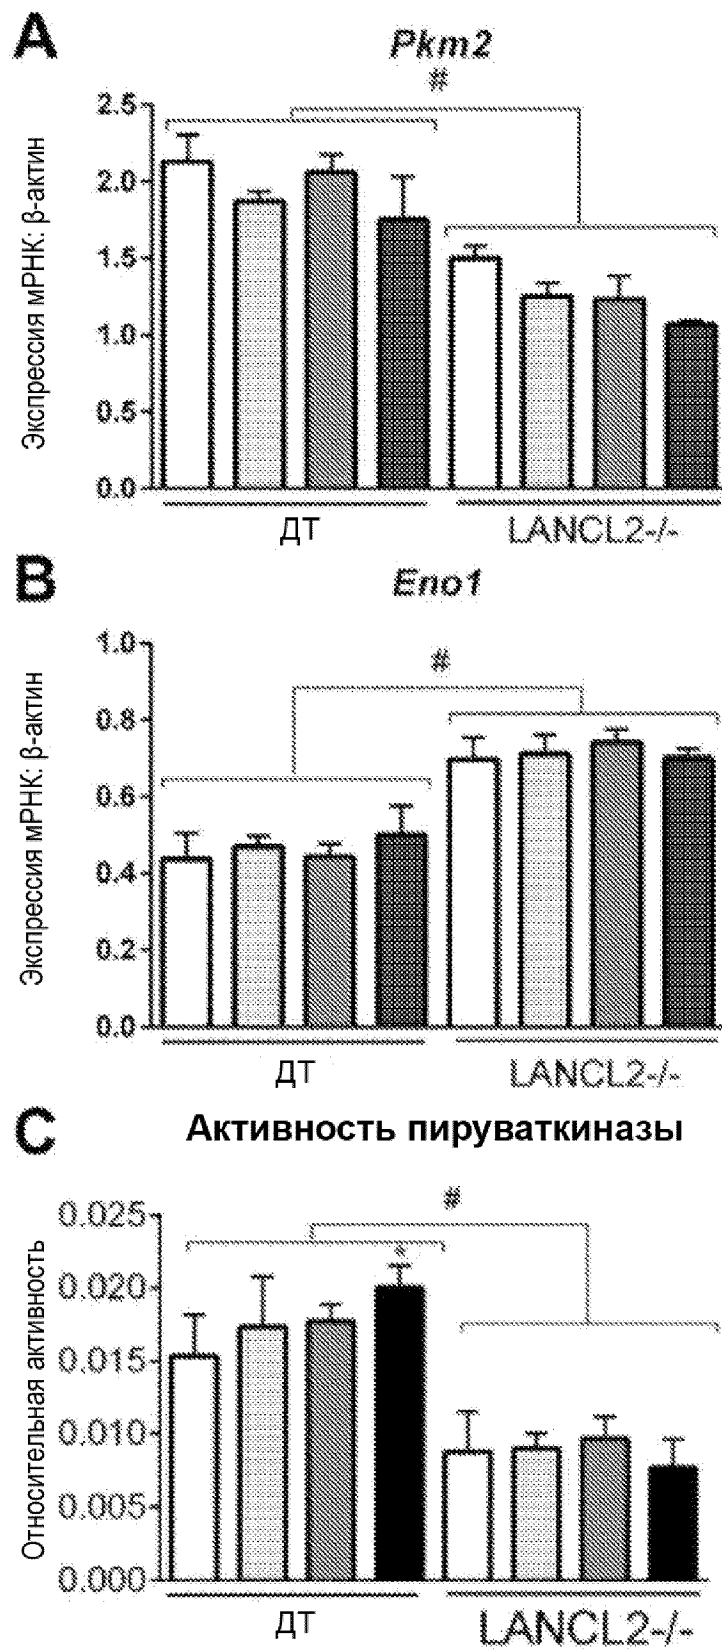 A
Pkm2
#
Экспрессия мРНК: β-актин
2.5
2.0
1.5
1.0
0.5
0.0
ДТ
LANCL2-/-
B
Eno1
#
Экспрессия мРНК: β-актин
1.0
0.8
0.6
0.4
0.2
0.0
ДТ
LANCL2-/-
C
Активность пируваткиназы
#
*
Относительная активность
0.025
0.020
0.015
0.010
0.005
0.000
ДТ
LANCL2-/-